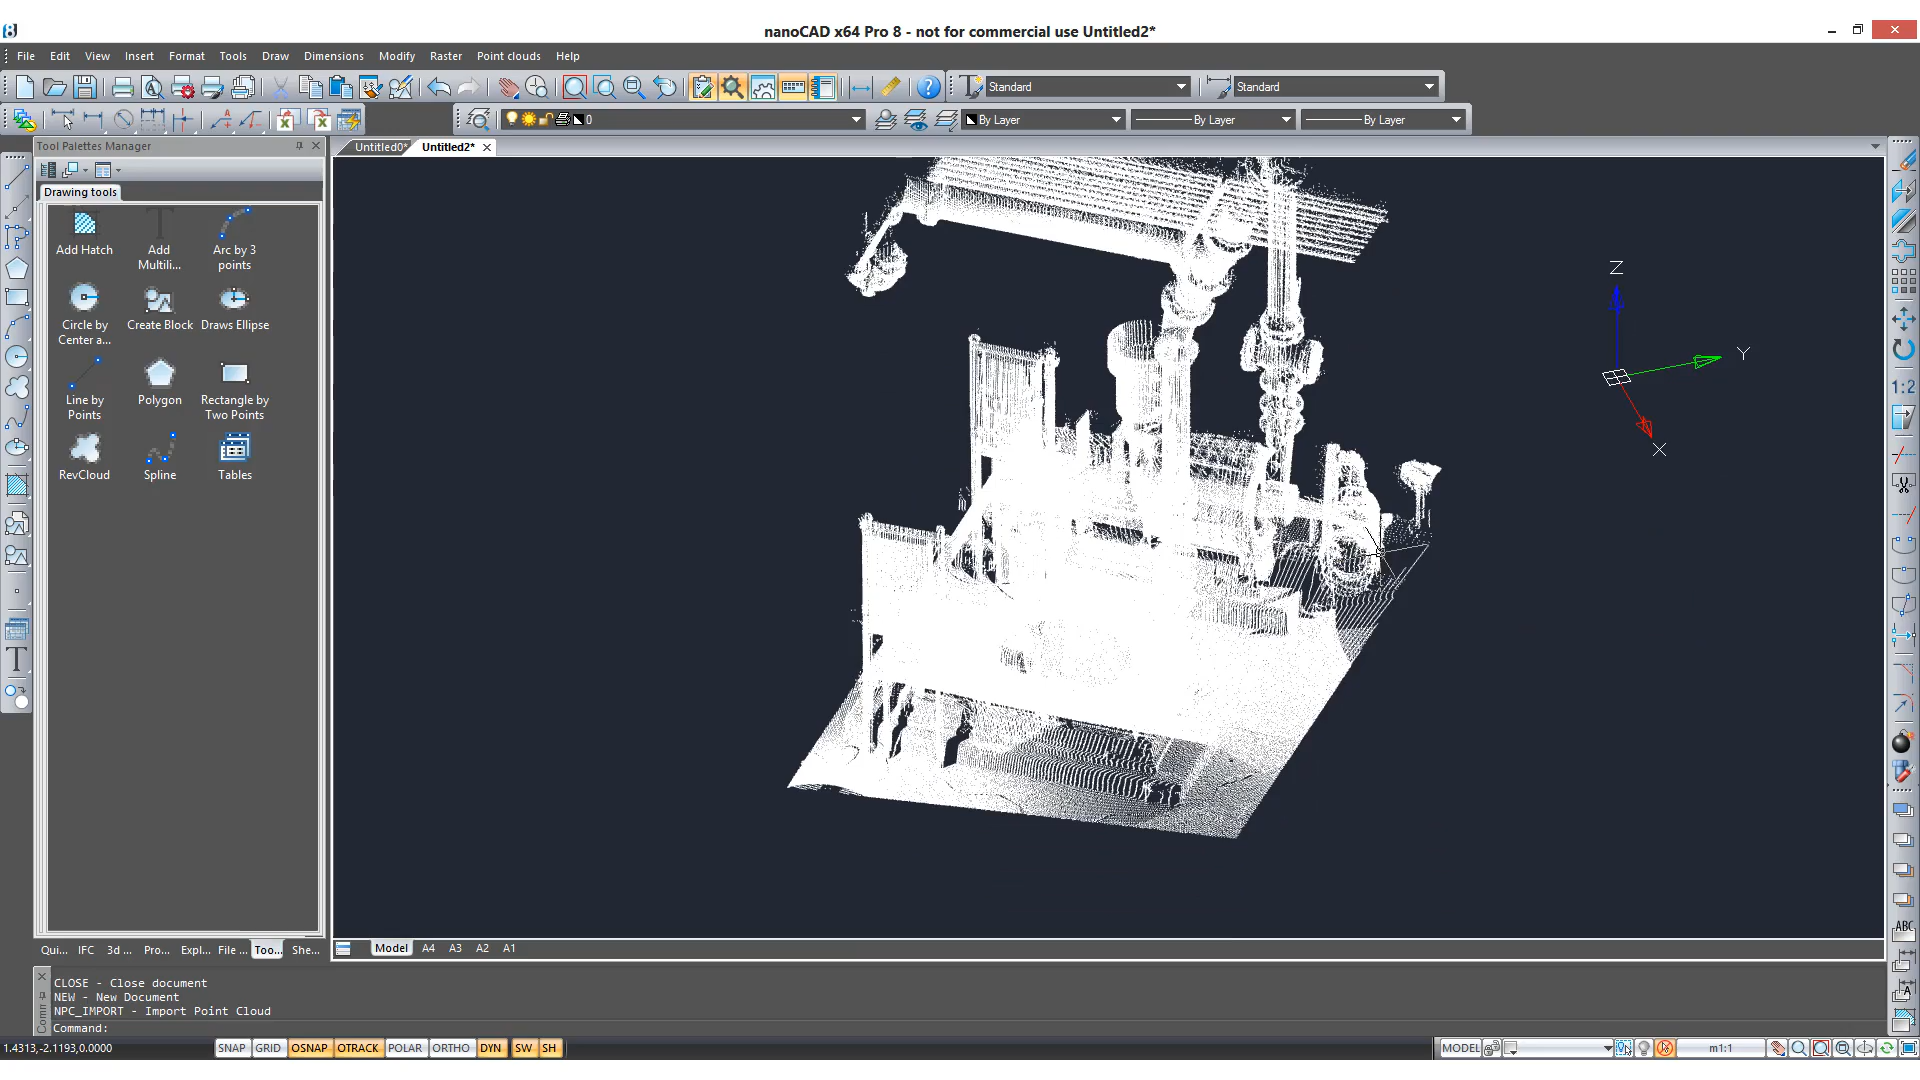 nanoCAD x64 Pro 8 - not for commercial use Untitled2*
File Edit View Insert Format Tools Draw Dimensions Modify Raster Point clouds Help
Standard Standard
0 By Layer By Layer By Layer
Tool Palettes Manager
Untitled0* Untitled2*
Drawing tools
Add Hatch
Add Multili...
Arc by 3 points
Circle by Center a...
Create Block
Draws Ellipse
Line by Points
Polygon
Rectangle by Two Points
RevCloud
Spline
Tables
Z
Y
X
1:2
ABC
A
T
Qui... IFC 3d ... Pro... Expl... File ... Too... She...
Model A4 A3 A2 A1
Comm
CLOSE - Close document
NEW - New Document
NPC_IMPORT - Import Point Cloud
Command:
1.4313,-2.1193,0.0000 SNAP GRID OSNAP OTRACK POLAR ORTHO DYN SW SH MODEL m1:1